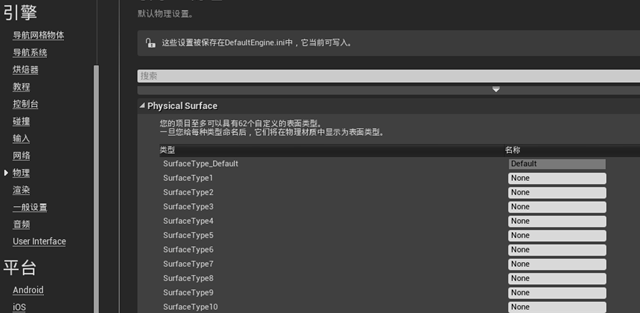 引擎
导航网格物体
导航系统
烘焙器
教程
控制台
碰撞
输入
网络
物理
渲染
一般设置
音频
User Interface
平台
Android
iOS
默认物理设置。
这些设置被保存在DefaultEngine.ini中，它当前可写入。
搜索
Physical Surface
您的项目至多可以具有62个自定义的表面类型。
一旦您给每种类型命名后，它们将在物理材质中显示为表面类型。
类型 名称
SurfaceType_Default Default
SurfaceType1 None
SurfaceType2 None
SurfaceType3 None
SurfaceType4 None
SurfaceType5 None
SurfaceType6 None
SurfaceType7 None
SurfaceType8 None
SurfaceType9 None
SurfaceType10 None